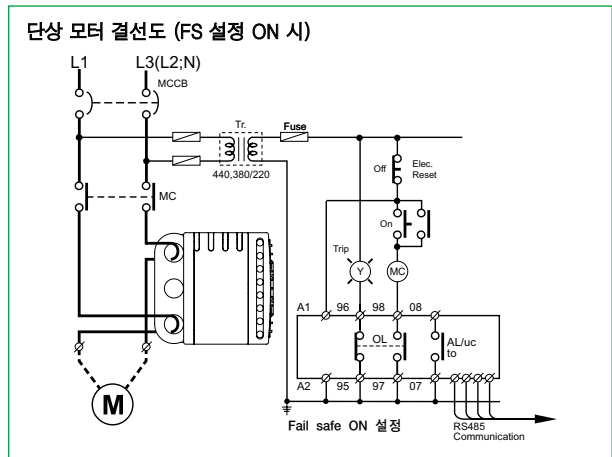 단상 모터 결선도 (FS 설정 ON 시)
L1
L3(L2;N)
MCCB
Tr.
Fuse
440,380/220
Off
Elec.
Reset
MC
On
Trip
Y
MC
A1
96
98
08
OL
AL/uc
to
A2
95
97
07
Fail safe ON 설정
RS485
Communication
M